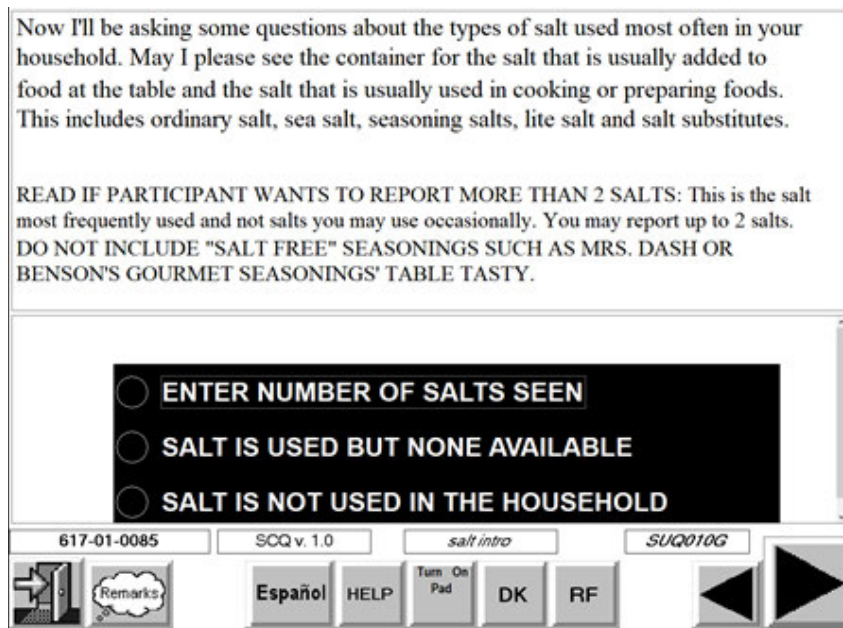 Now I'll be asking some questions about the types of salt used most often in your
household. May I please see the container for the salt that is usually added to
food at the table and the salt that is usually used in cooking or preparing foods.
This includes ordinary salt, sea salt, seasoning salts, lite salt and salt substitutes.
READ IF PARTICIPANT WANTS TO REPORT MORE THAN 2 SALTS: This is the salt
most frequently used and not salts you may use occasionally. You may report up to 2 salts.
DO NOT INCLUDE "SALT FREE" SEASONINGS SUCH AS MRS. DASH OR
BENSON'S GOURMET SEASONINGS' TABLE TASTY.
ENTER NUMBER OF SALTS SEEN
SALT IS USED BUT NONE AVAILABLE
SALT IS NOT USED IN THE HOUSEHOLD
617-01-0085 SCQ v. 1.0 salt intro SUQ010G
Remarks Español HELP Turn On Pad DK RF